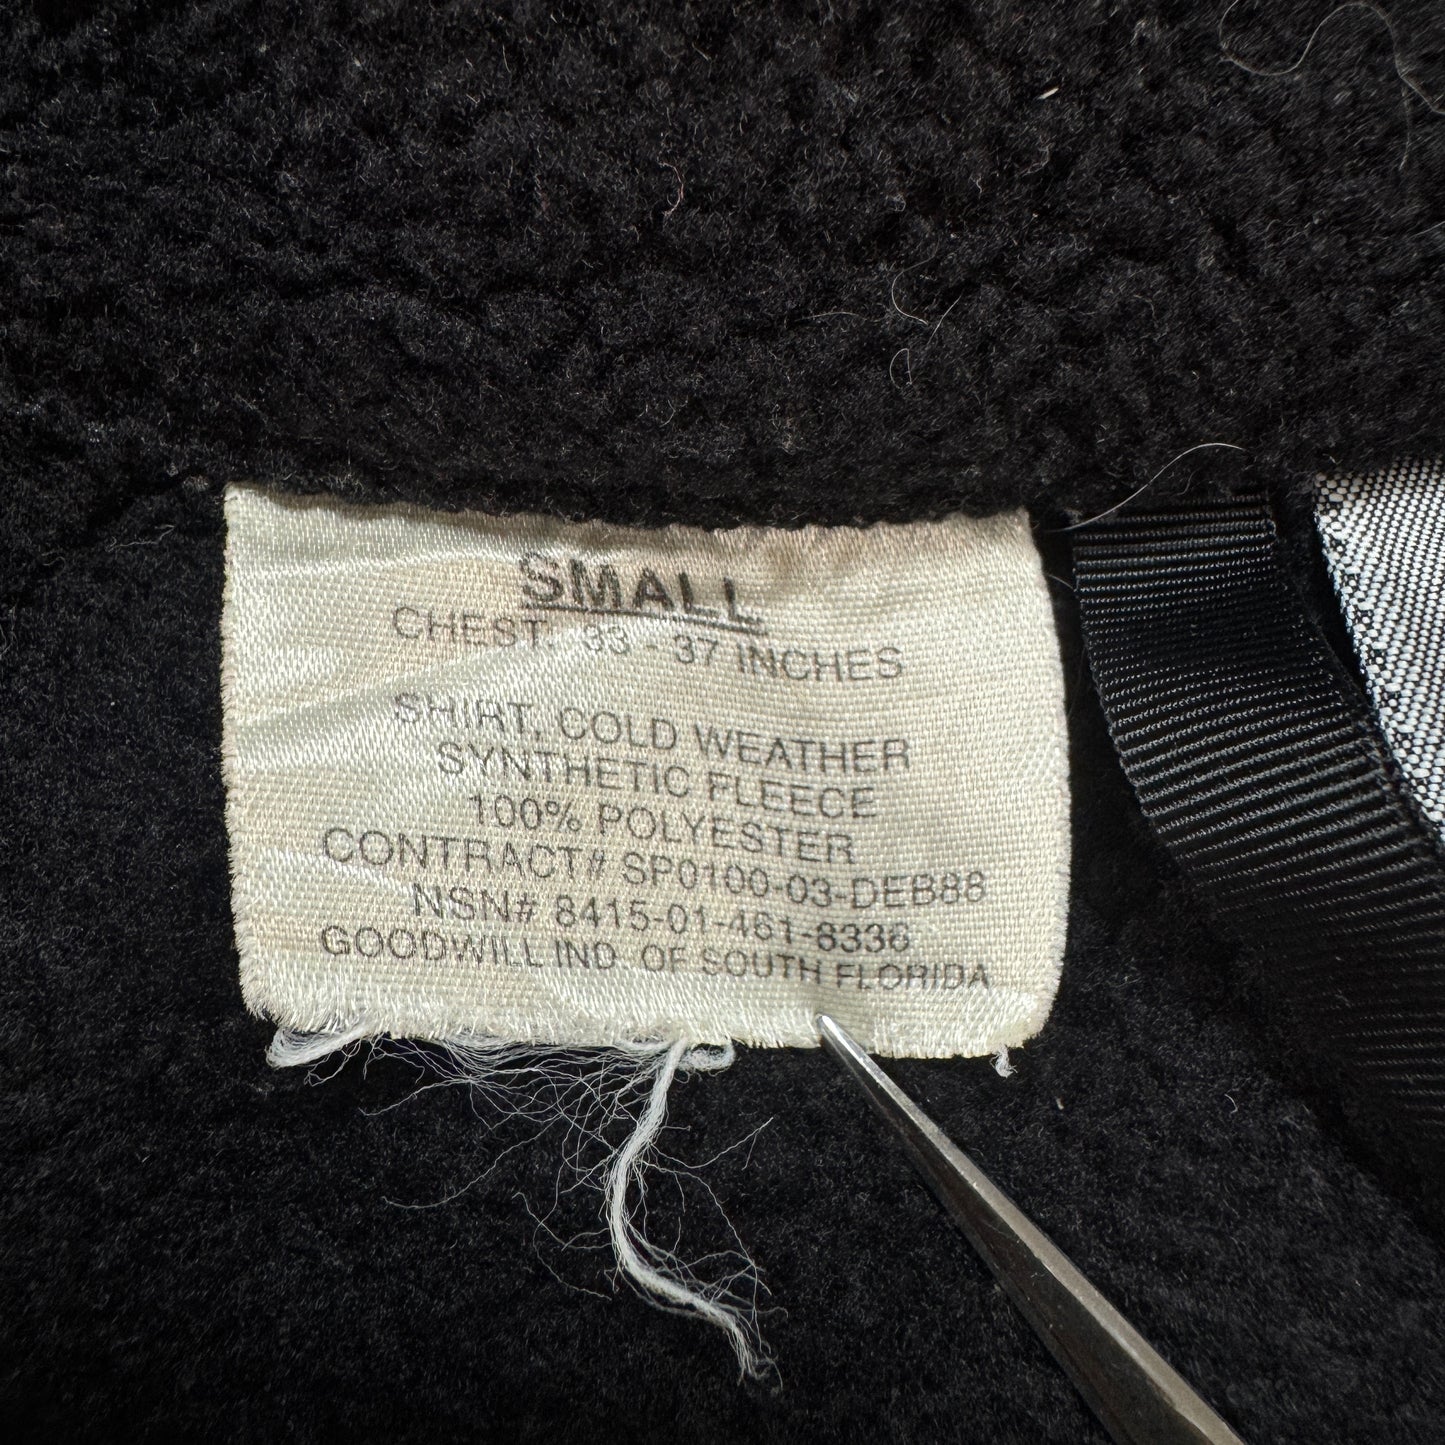 SMALL
CHEST. 33 - 37 INCHES
SHIRT, COLD WEATHER
SYNTHETIC FLEECE
100% POLYESTER
CONTRACT# SP0100-03-DEB88
NSN# 8415-01-461-8336
GOODWILL IND. OF SOUTH FLORIDA